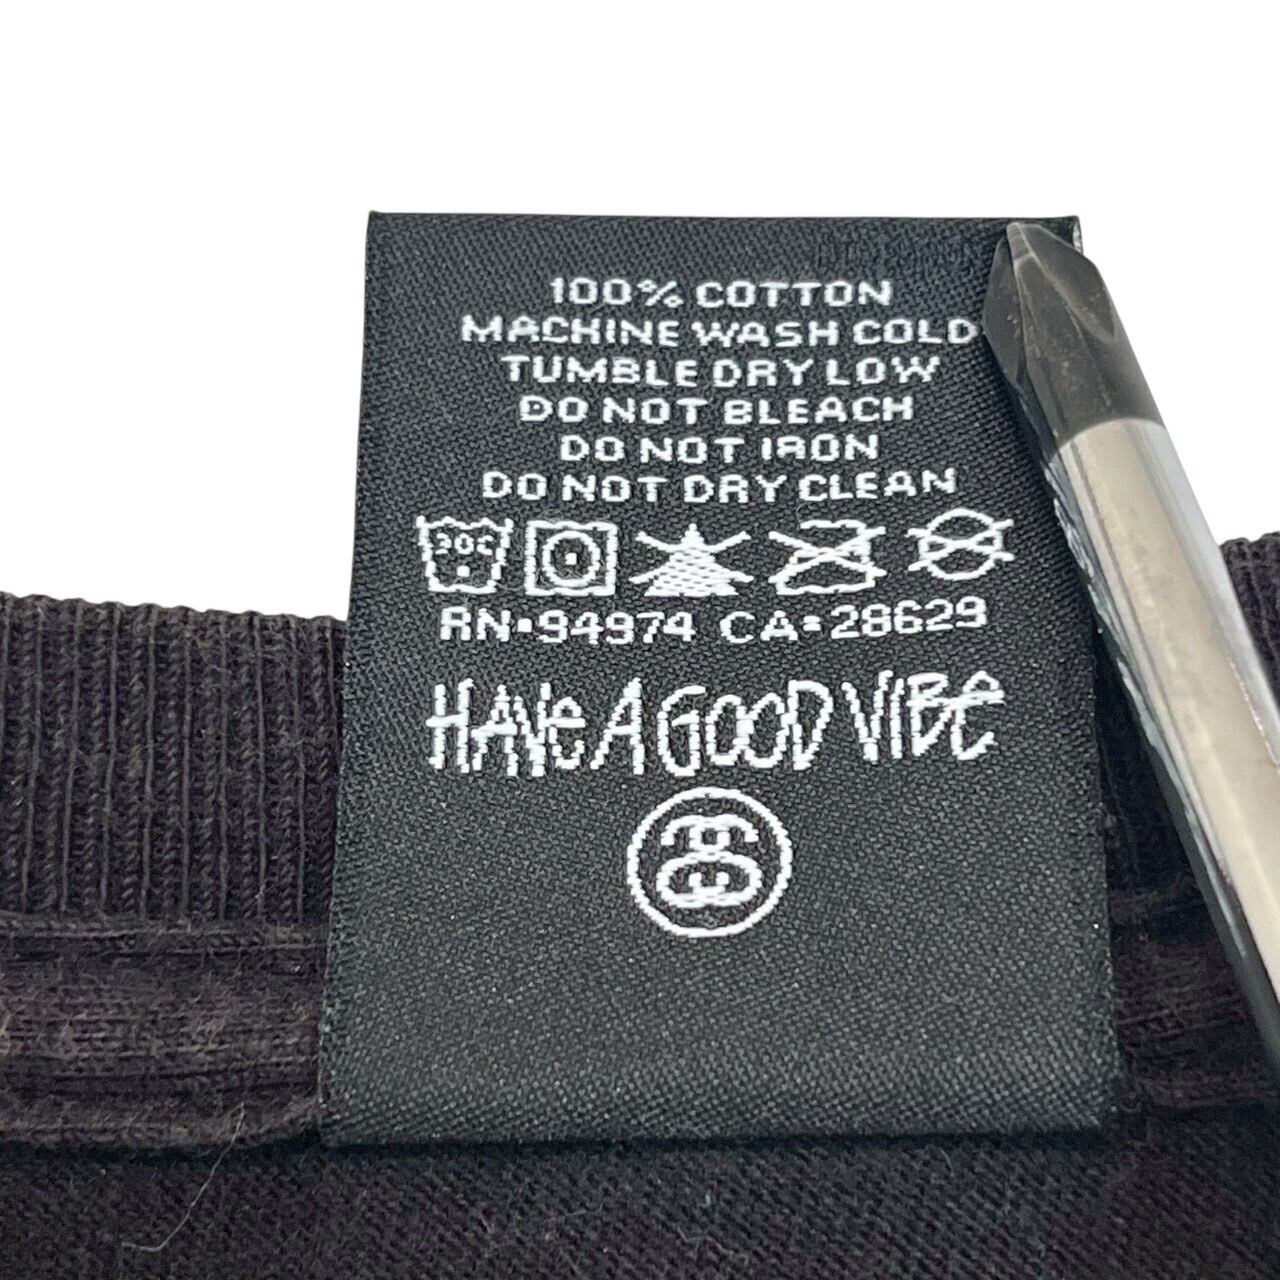 100% COTTON
MACHINE WASH COLD
TUMBLE DRY LOW
DO NOT BLEACH
DO NOT IRON
DO NOT DRY CLEAN
30C
RN•94974 CA•28629
HAVE A GOOD VIBE